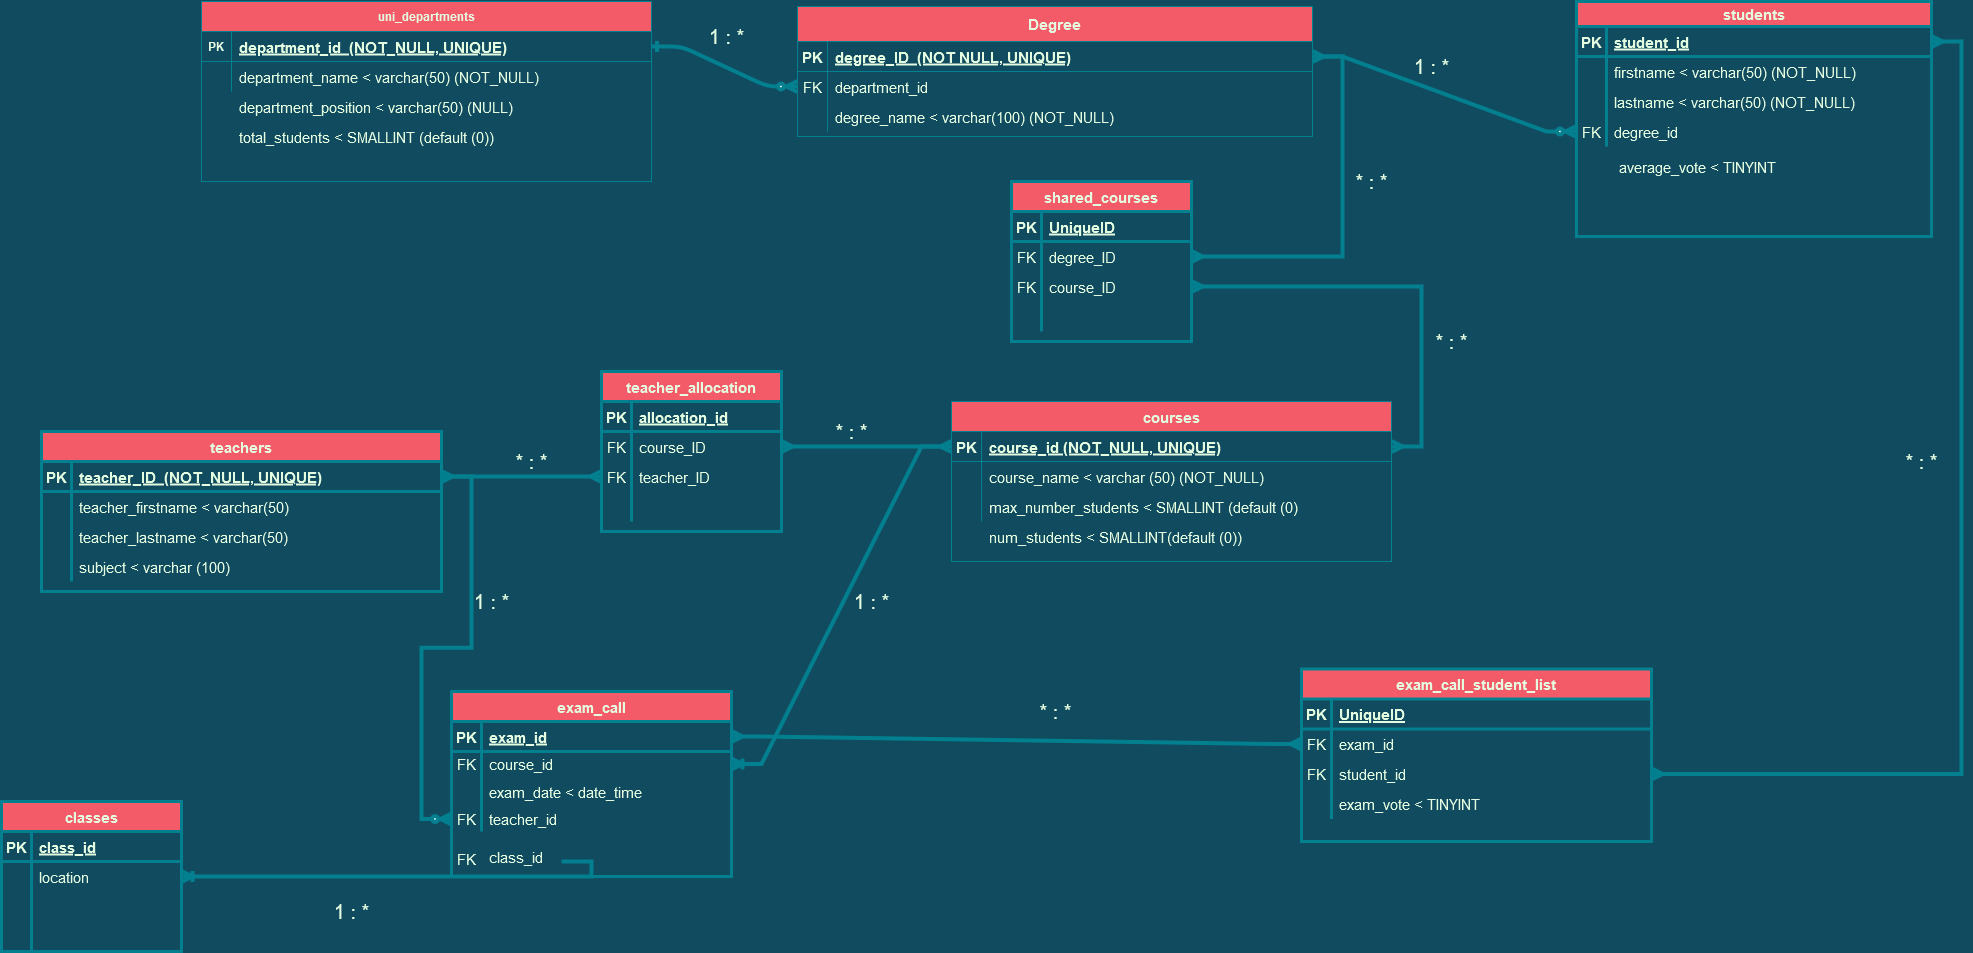 uni_departments
PK department_id (NOT_NULL, UNIQUE)
department_name < varchar(50) (NOT_NULL)
department_position < varchar(50) (NULL)
total_students < SMALLINT (default (0))
1 : *
Degree
PK degree_ID (NOT NULL, UNIQUE)
FK department_id
degree_name < varchar(100) (NOT_NULL)
1 : *
students
PK student_id
firstname < varchar(50) (NOT_NULL)
lastname < varchar(50) (NOT_NULL)
FK degree_id
average_vote < TINYINT
* : *
shared_courses
PK UniqueID
FK degree_ID
FK course_ID
* : *
teacher_allocation
PK allocation_id
FK course_ID
FK teacher_ID
* : *
courses
PK course_id (NOT_NULL, UNIQUE)
course_name < varchar (50) (NOT_NULL)
max_number_students < SMALLINT (default (0)
num_students < SMALLINT(default (0))
teachers
PK teacher_ID (NOT_NULL, UNIQUE)
teacher_firstname < varchar(50)
teacher_lastname < varchar(50)
subject < varchar (100)
* : *
* : *
1 : *
1 : *
exam_call
PK exam_id
FK course_id
exam_date < date_time
FK teacher_id
FK class_id
* : *
exam_call_student_list
PK UniqueID
FK exam_id
FK student_id
exam_vote < TINYINT
classes
PK class_id
location
1 : *